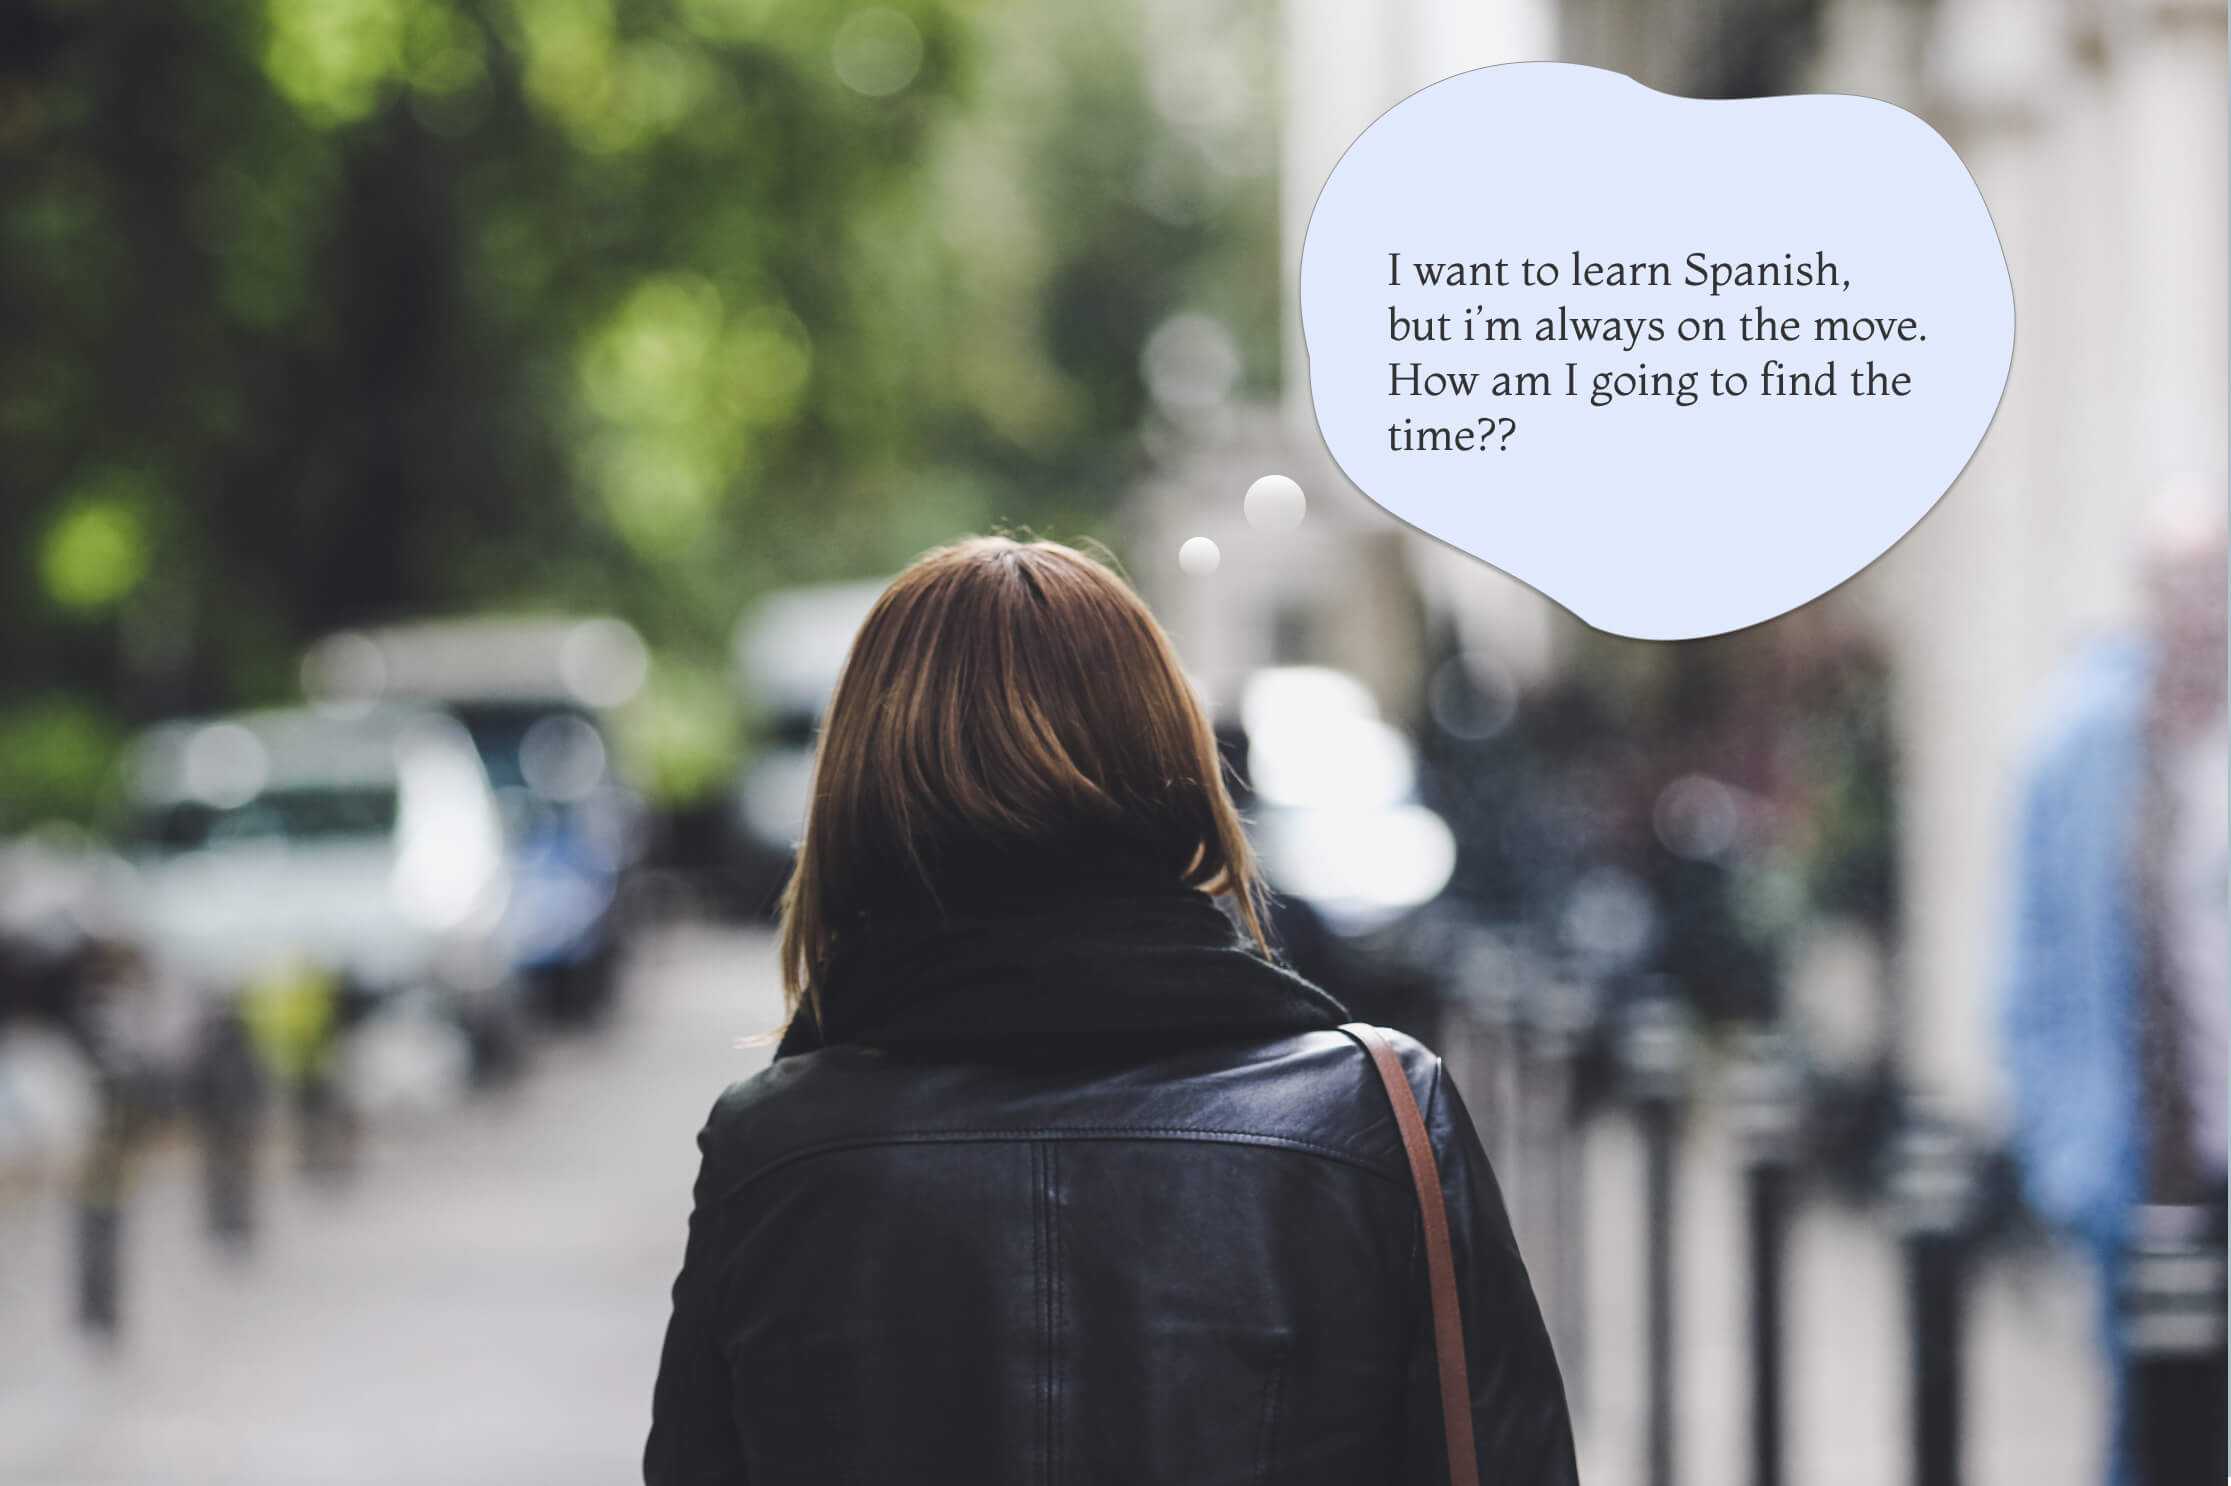 I want to learn Spanish,
but i’m always on the move.
How am I going to find the
time??